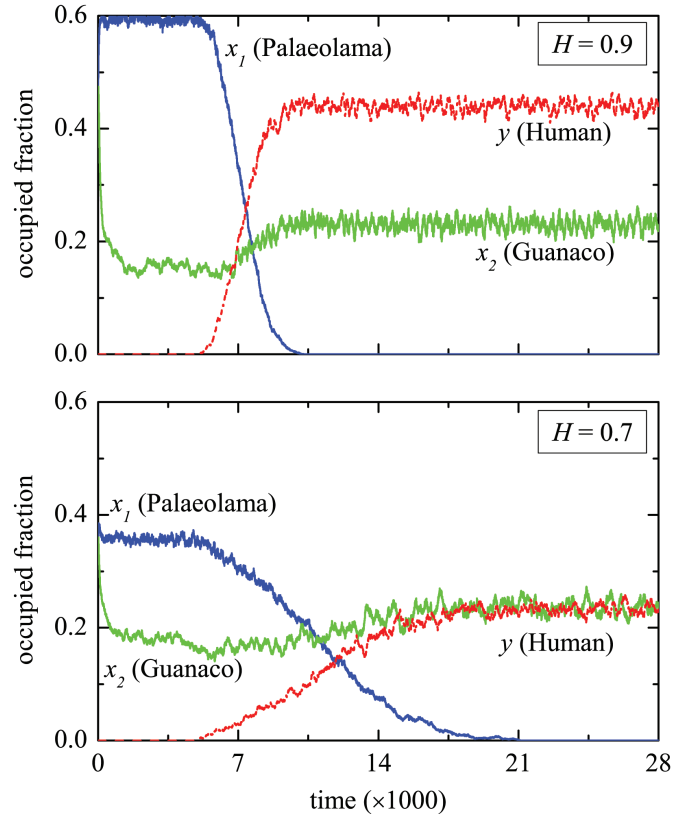 0.6
x₁ (Palaeolama)
H = 0.9
0.4
y (Human)
occupied fraction
0.2
x₂ (Guanaco)
0.0
0.6
H = 0.7
x₁ (Palaeolama)
0.4
occupied fraction
0.2
x₂ (Guanaco)
y (Human)
0.0
0 7 14 21 28
time (×1000)